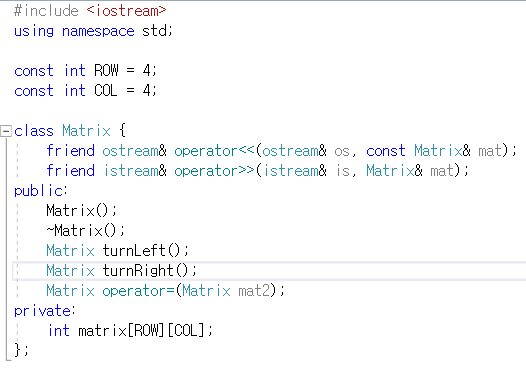 #include <iostream>
using namespace std;
const int ROW = 4;
const int COL = 4;
class Matrix {
friend ostream& operator<<(ostream& os, const Matrix& mat);
friend istream& operator>>(istream& is, Matrix& mat);
public:
Matrix();
~Matrix();
Matrix turnLeft();
Matrix turnRight();
Matrix operator=(Matrix mat2);
private:
int matrix[ROW][COL];
};